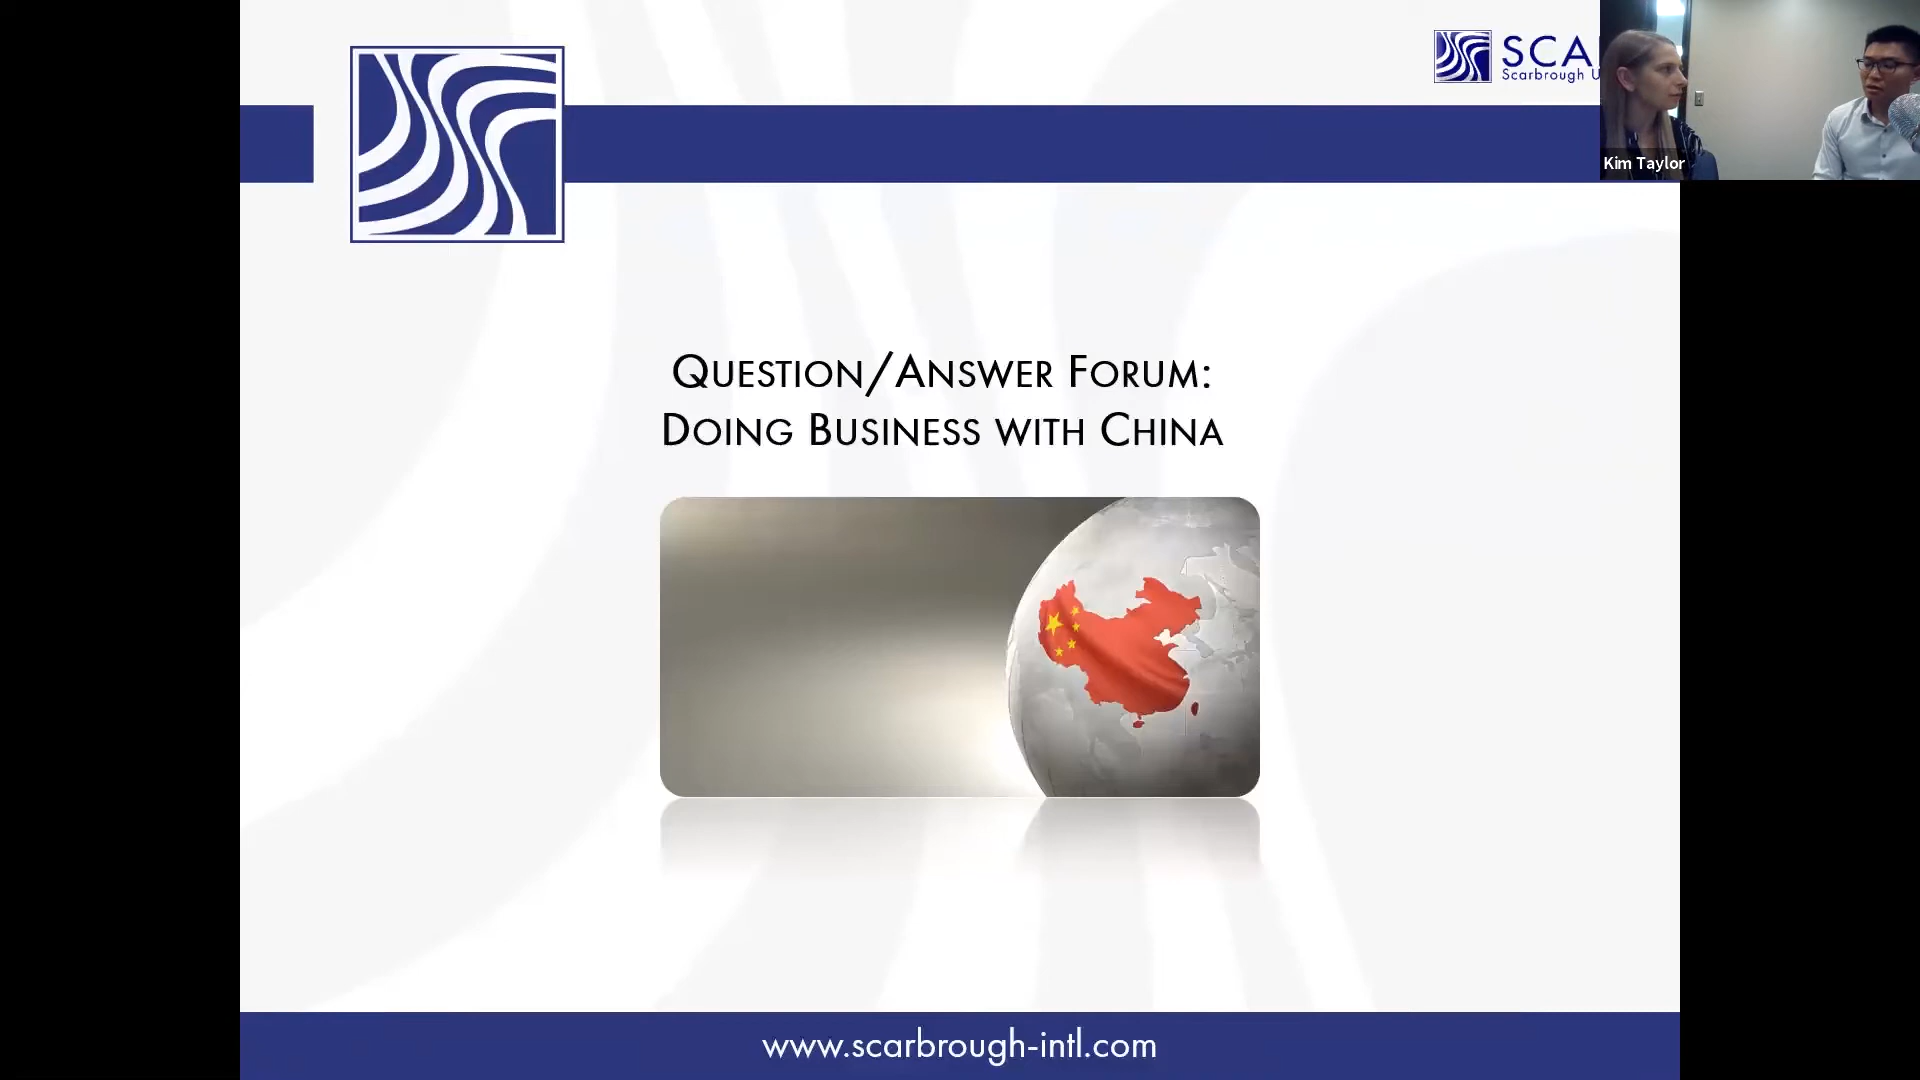 SCA
Scarbrough U
Kim Taylor
QUESTION/ANSWER FORUM:
DOING BUSINESS WITH CHINA
www.scarbrough-intl.com